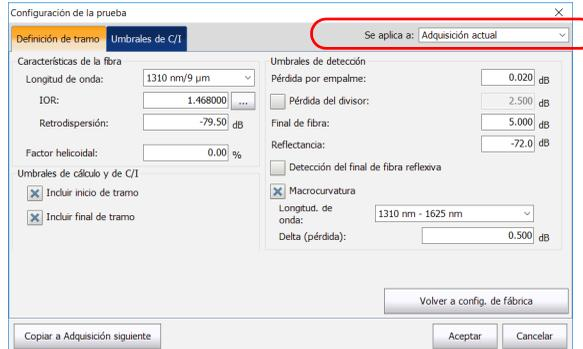 Configuración de la prueba
Definición de tramo
Umbrales de C/I
Se aplica a: Adquisición actual
Características de la fibra
Longitud de onda: 1310 nm/9 µm
IOR: 1.468000 ...
Retrodispersión: -79.50 dB
Factor helicoidal: 0.00 %
Umbrales de cálculo y de C/I
Incluir inicio de tramo
Incluir final de tramo
Umbrales de detección
Pérdida por empalme: 0.020 dB
Pérdida del divisor: 2.500 dB
Final de fibra: 5.000 dB
Reflectancia: -72.0 dB
Detección del final de fibra reflexiva
Macrocurvatura
Longitud. de
onda: 1310 nm - 1625 nm
Delta (pérdida): 0.500 dB
Volver a config. de fábrica
Copiar a Adquisición siguiente
Aceptar
Cancelar